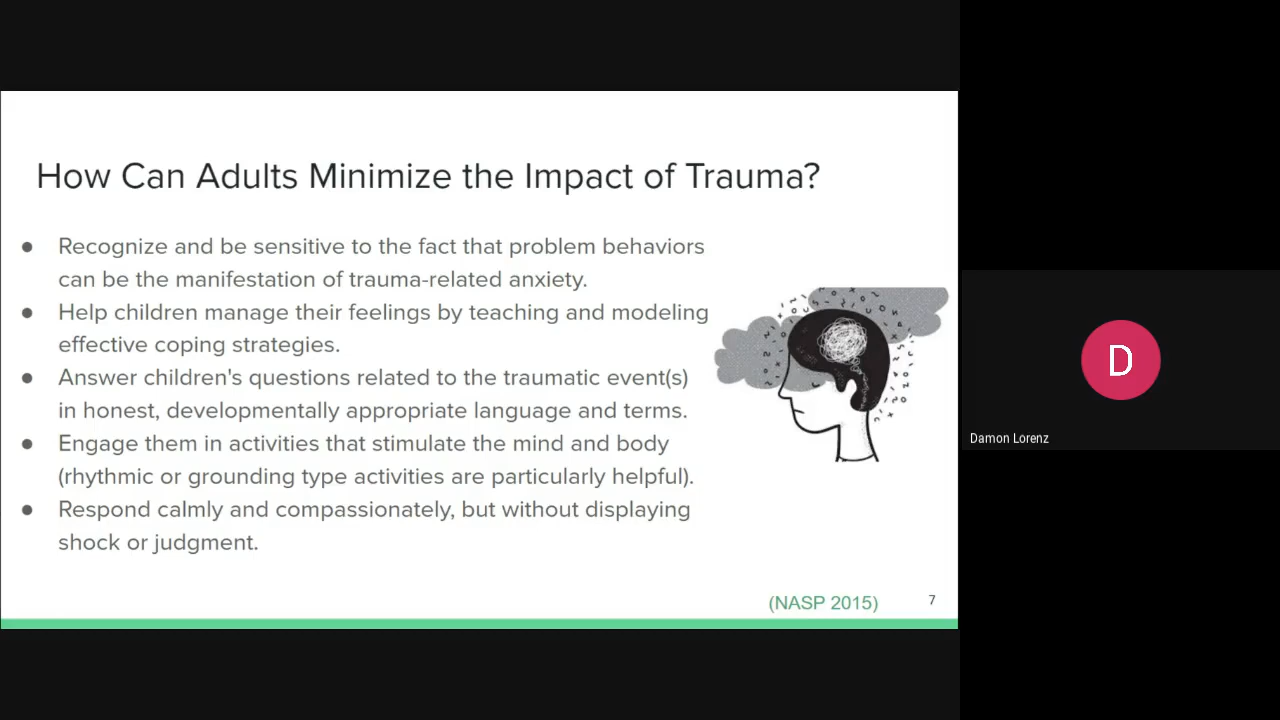 How Can Adults Minimize the Impact of Trauma?
● Recognize and be sensitive to the fact that problem behaviors
can be the manifestation of trauma-related anxiety.
● Help children manage their feelings by teaching and modeling
effective coping strategies.
● Answer children's questions related to the traumatic event(s)
in honest, developmentally appropriate language and terms.
● Engage them in activities that stimulate the mind and body
(rhythmic or grounding type activities are particularly helpful).
● Respond calmly and compassionately, but without displaying
shock or judgment.
(NASP 2015)
7
D
Damon Lorenz